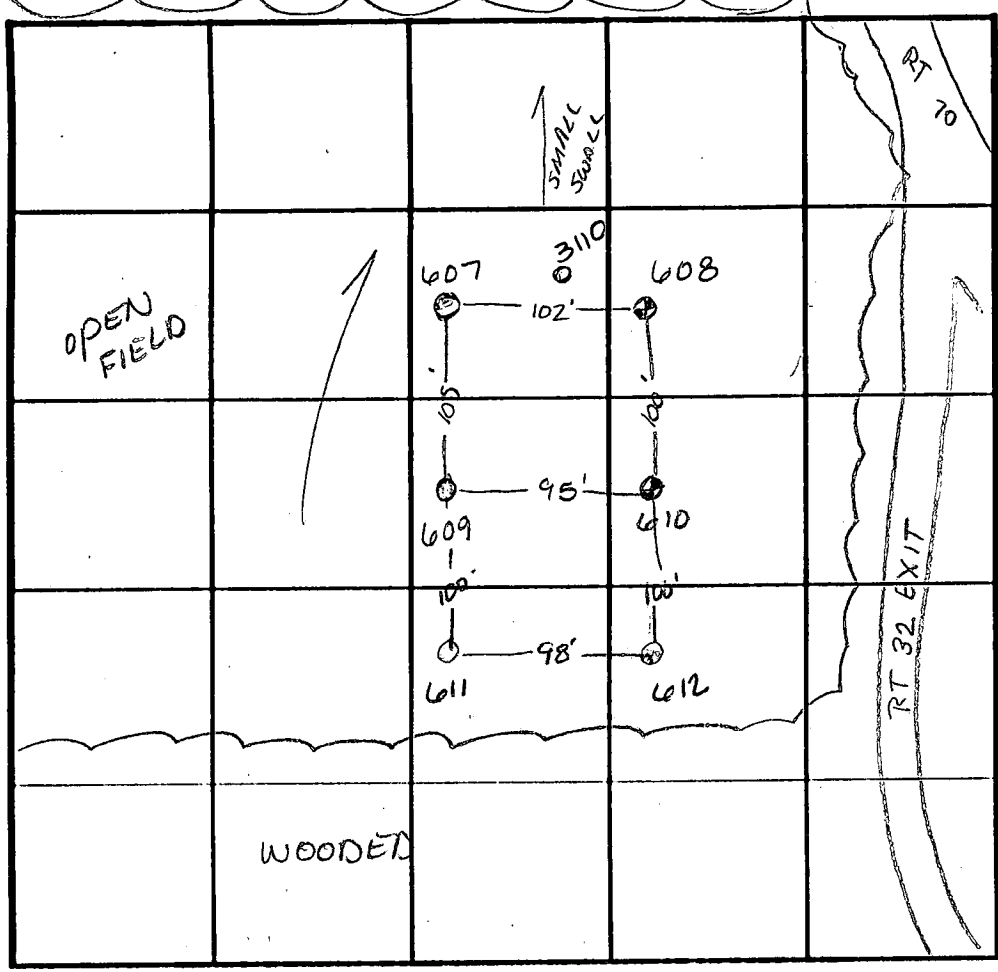 RT
70
SMALL
SWALE
3110
607
608
102'
OPEN
FIELD
105'
100'
95'
609
610
100'
100'
98'
611
612
RT 32 EXIT
WOODED